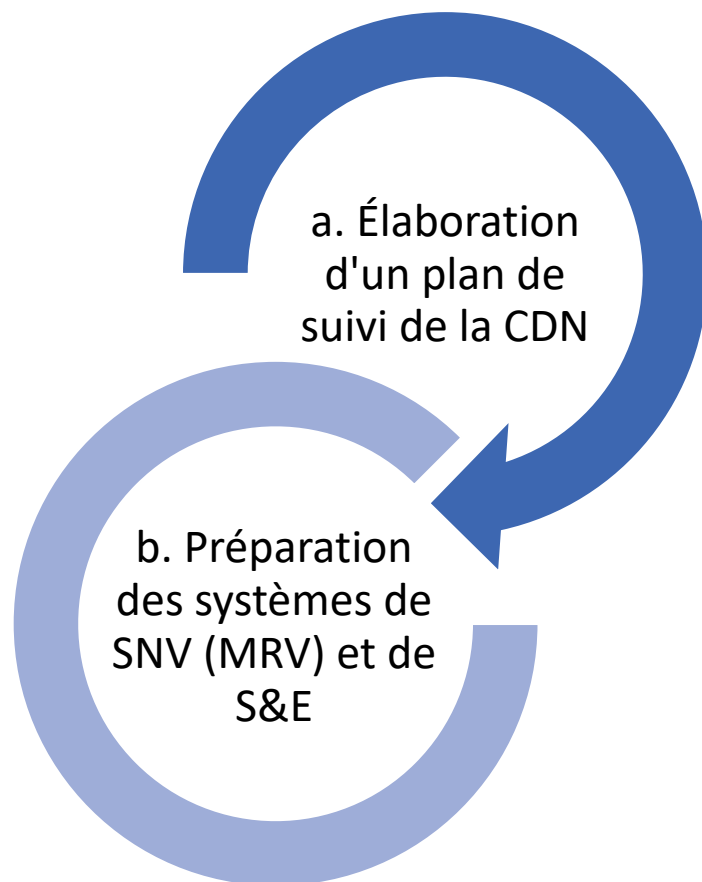 a. Élaboration
d'un plan de
suivi de la CDN
b. Préparation
des systèmes de
SNV (MRV) et de
S&E